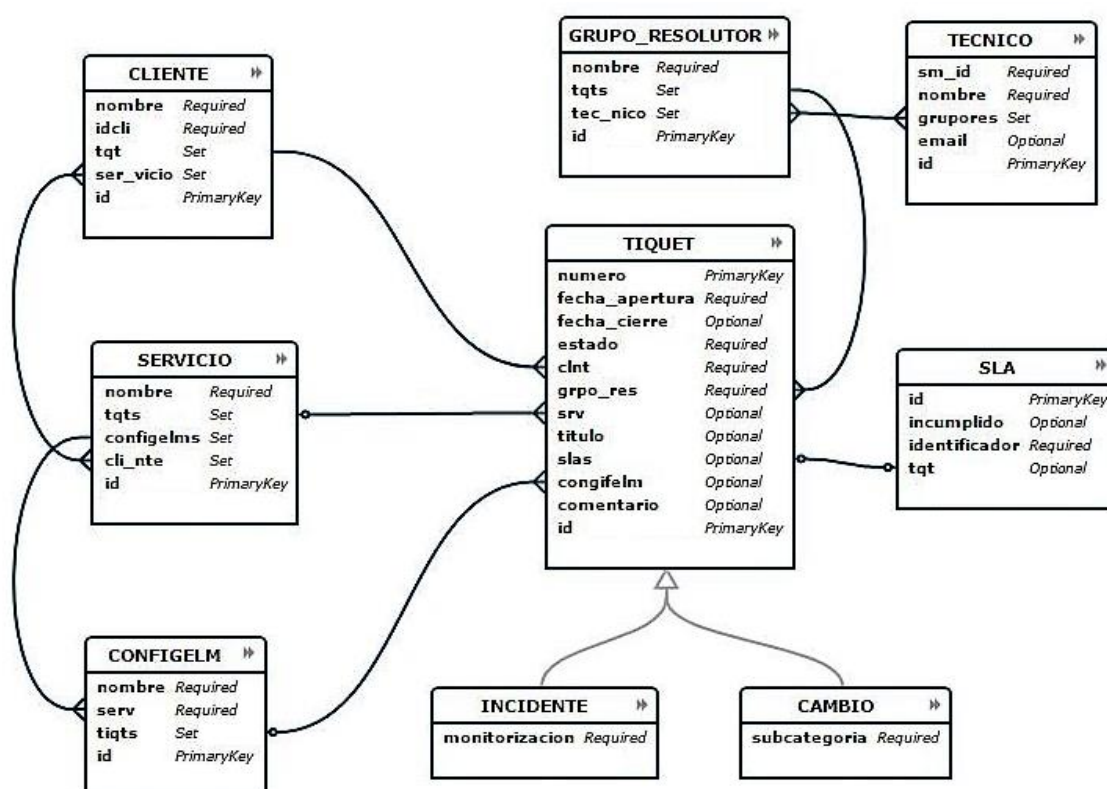 CLIENTE
nombre Required
idcli Required
tqt Set
ser_vicio Set
id PrimaryKey
GRUPO_RESOLUTOR
nombre Required
tqts Set
tec_nico Set
id PrimaryKey
TECNICO
sm_id Required
nombre Required
grupores Set
email Optional
id PrimaryKey
TIQUET
numero PrimaryKey
fecha_apertura Required
fecha_cierre Optional
estado Required
clnt Required
grpo_res Required
srv Optional
titulo Optional
slas Optional
congifelm Optional
comentario Optional
id PrimaryKey
SERVICIO
nombre Required
tqts Set
configelms Set
cli_nte Set
id PrimaryKey
SLA
id PrimaryKey
incumplido Optional
identificador Required
tqt Optional
CONFIGELM
nombre Required
serv Required
tiqts Set
id PrimaryKey
INCIDENTE
monitorizacion Required
CAMBIO
subcategoria Required